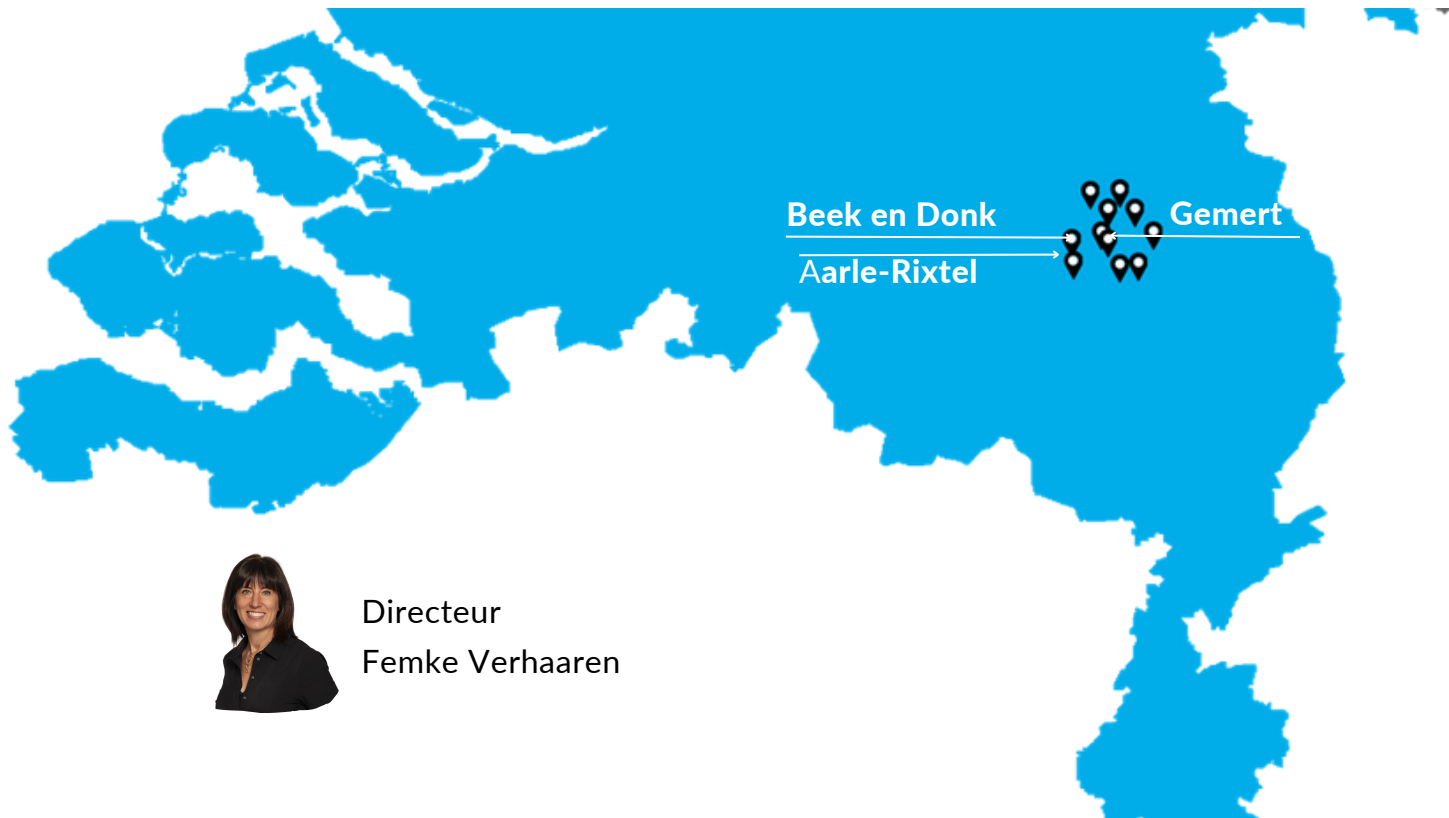 Beek en Donk
Gemert
Aarle-Rixtel
Directeur
Femke Verhaaren